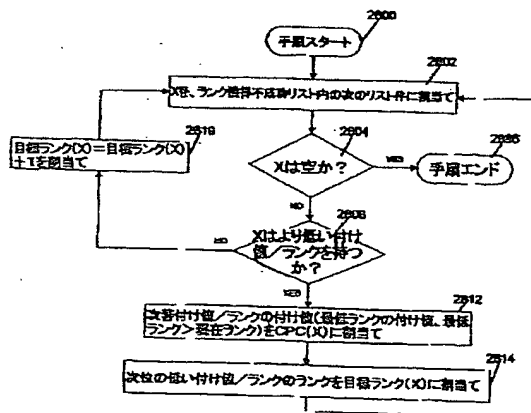 2600
手順スタート
2602
Xを、ランク獲得不成功リスト内の次のリスト件に割当て
2619
目標ランク(X)=目標ランク(X)
+1を割当て
2604
Xは空か?
YES
手順エンド
NO
2608
Xはより低い付け
値/ランクを持つ
か?
NO
YES
2612
次善付け値/ランクの付け値(最低ランクの付け値、最低
ランク>現在ランク)をCPC(X)に割当て
2614
次位の低い付け値/ランクのランクを目標ランク(X)に割当て